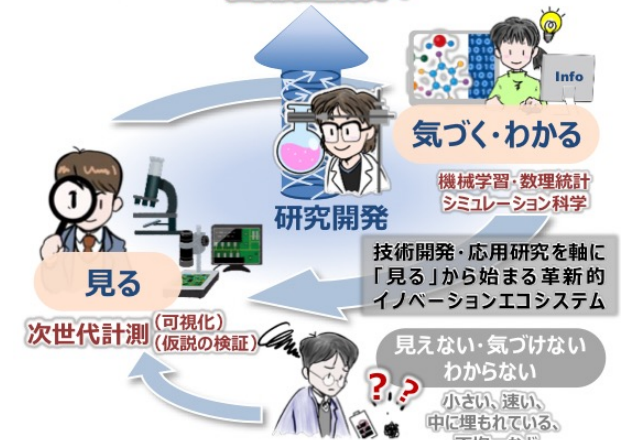 Info
気づく・わかる
機械学習・数理統計
シミュレーション科学
研究開発
技術開発・応用研究を軸に
「見る」から始まる革新的
イノベーションエコシステム
見る
次世代計測
(可視化)
(仮説の検証)
見えない・気づけない
わからない
??
小さい、速い、
中に埋もれている、